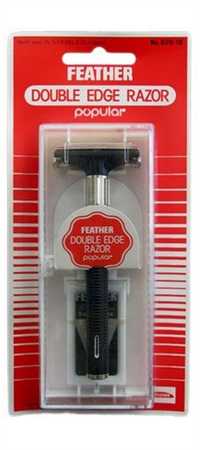 FEATHER
DOUBLE EDGE RAZOR
popular
FEATHER
DOUBLE EDGE
RAZOR
popular